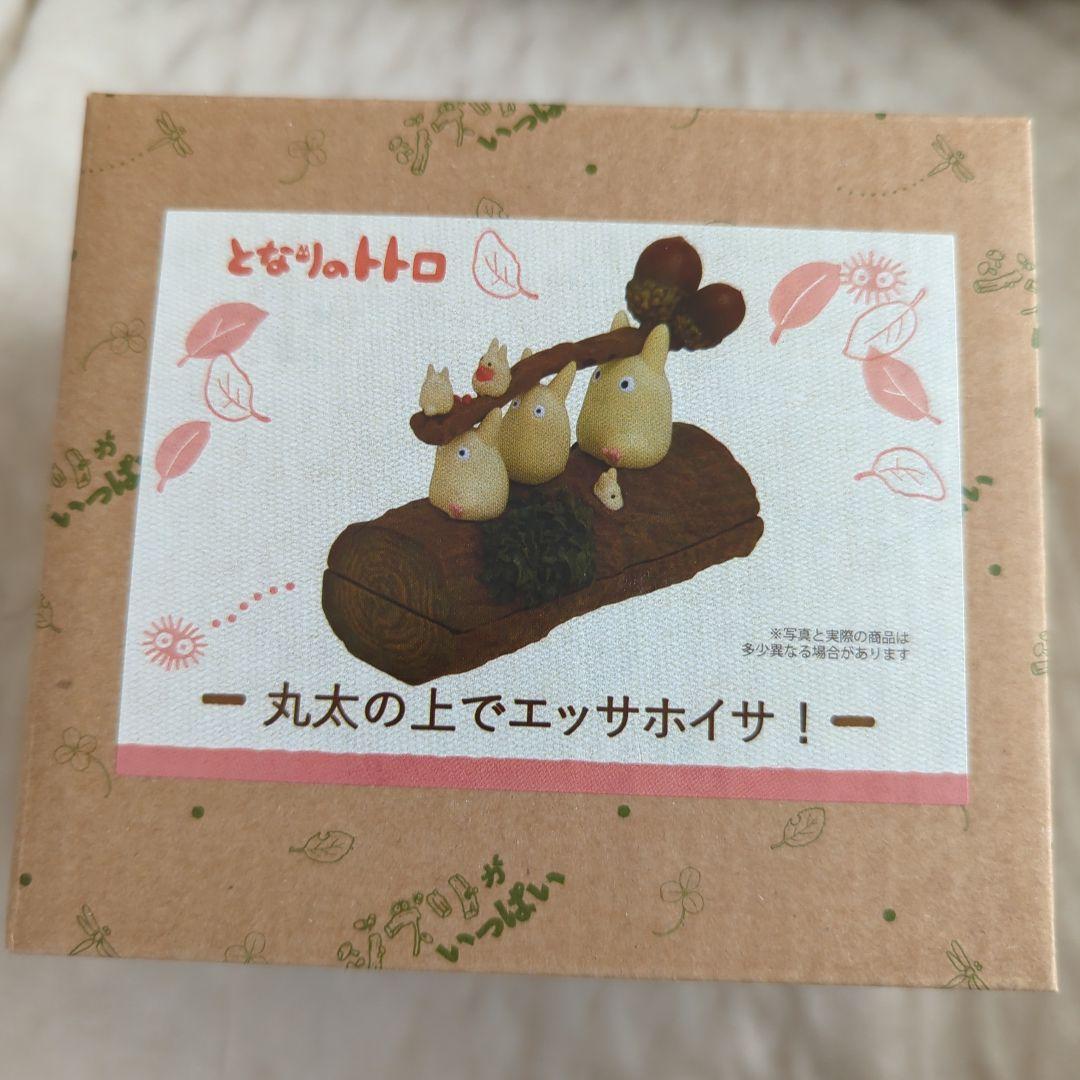 ジブリが
いっぱい
となりのトトロ
ジブリが
いっぱい
※写真と実際の商品は
多少異なる場合があります
丸太の上でエッサホイサ！
ジブリが
いっぱい